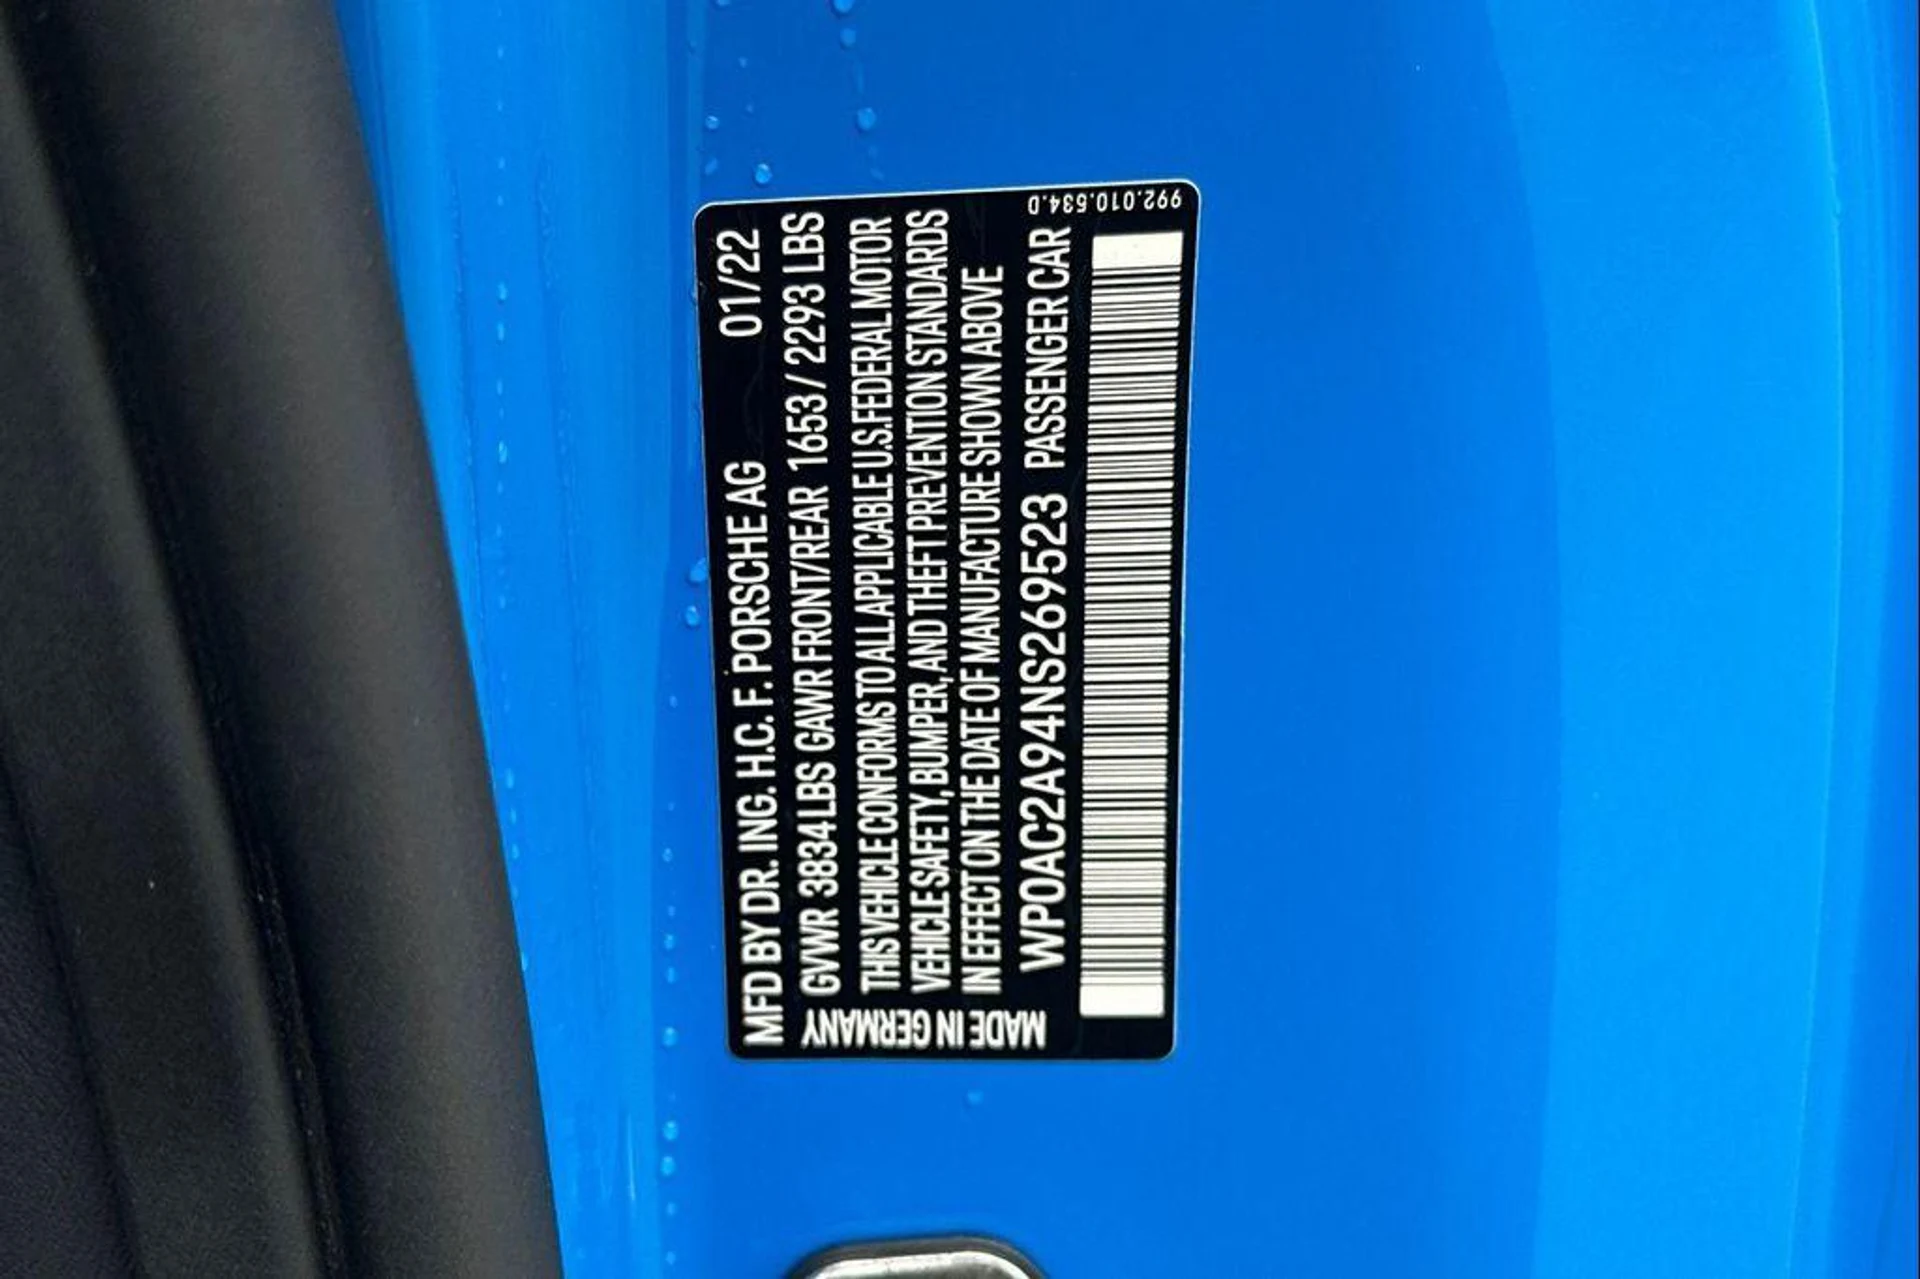 MFD BY DR. ING. H.C. F. PORSCHE AG 01/22
GVWR 3834 LBS GAWR FRONT/REAR 1653 / 2293 LBS
THIS VEHICLE CONFORMS TO ALL APPLICABLE U.S. FEDERAL MOTOR
VEHICLE SAFETY, BUMPER, AND THEFT PREVENTION STANDARDS
IN EFFECT ON THE DATE OF MANUFACTURE SHOWN ABOVE
WP0AC2A94NS269523 PASSENGER CAR
MADE IN GERMANY
992.010.534.D